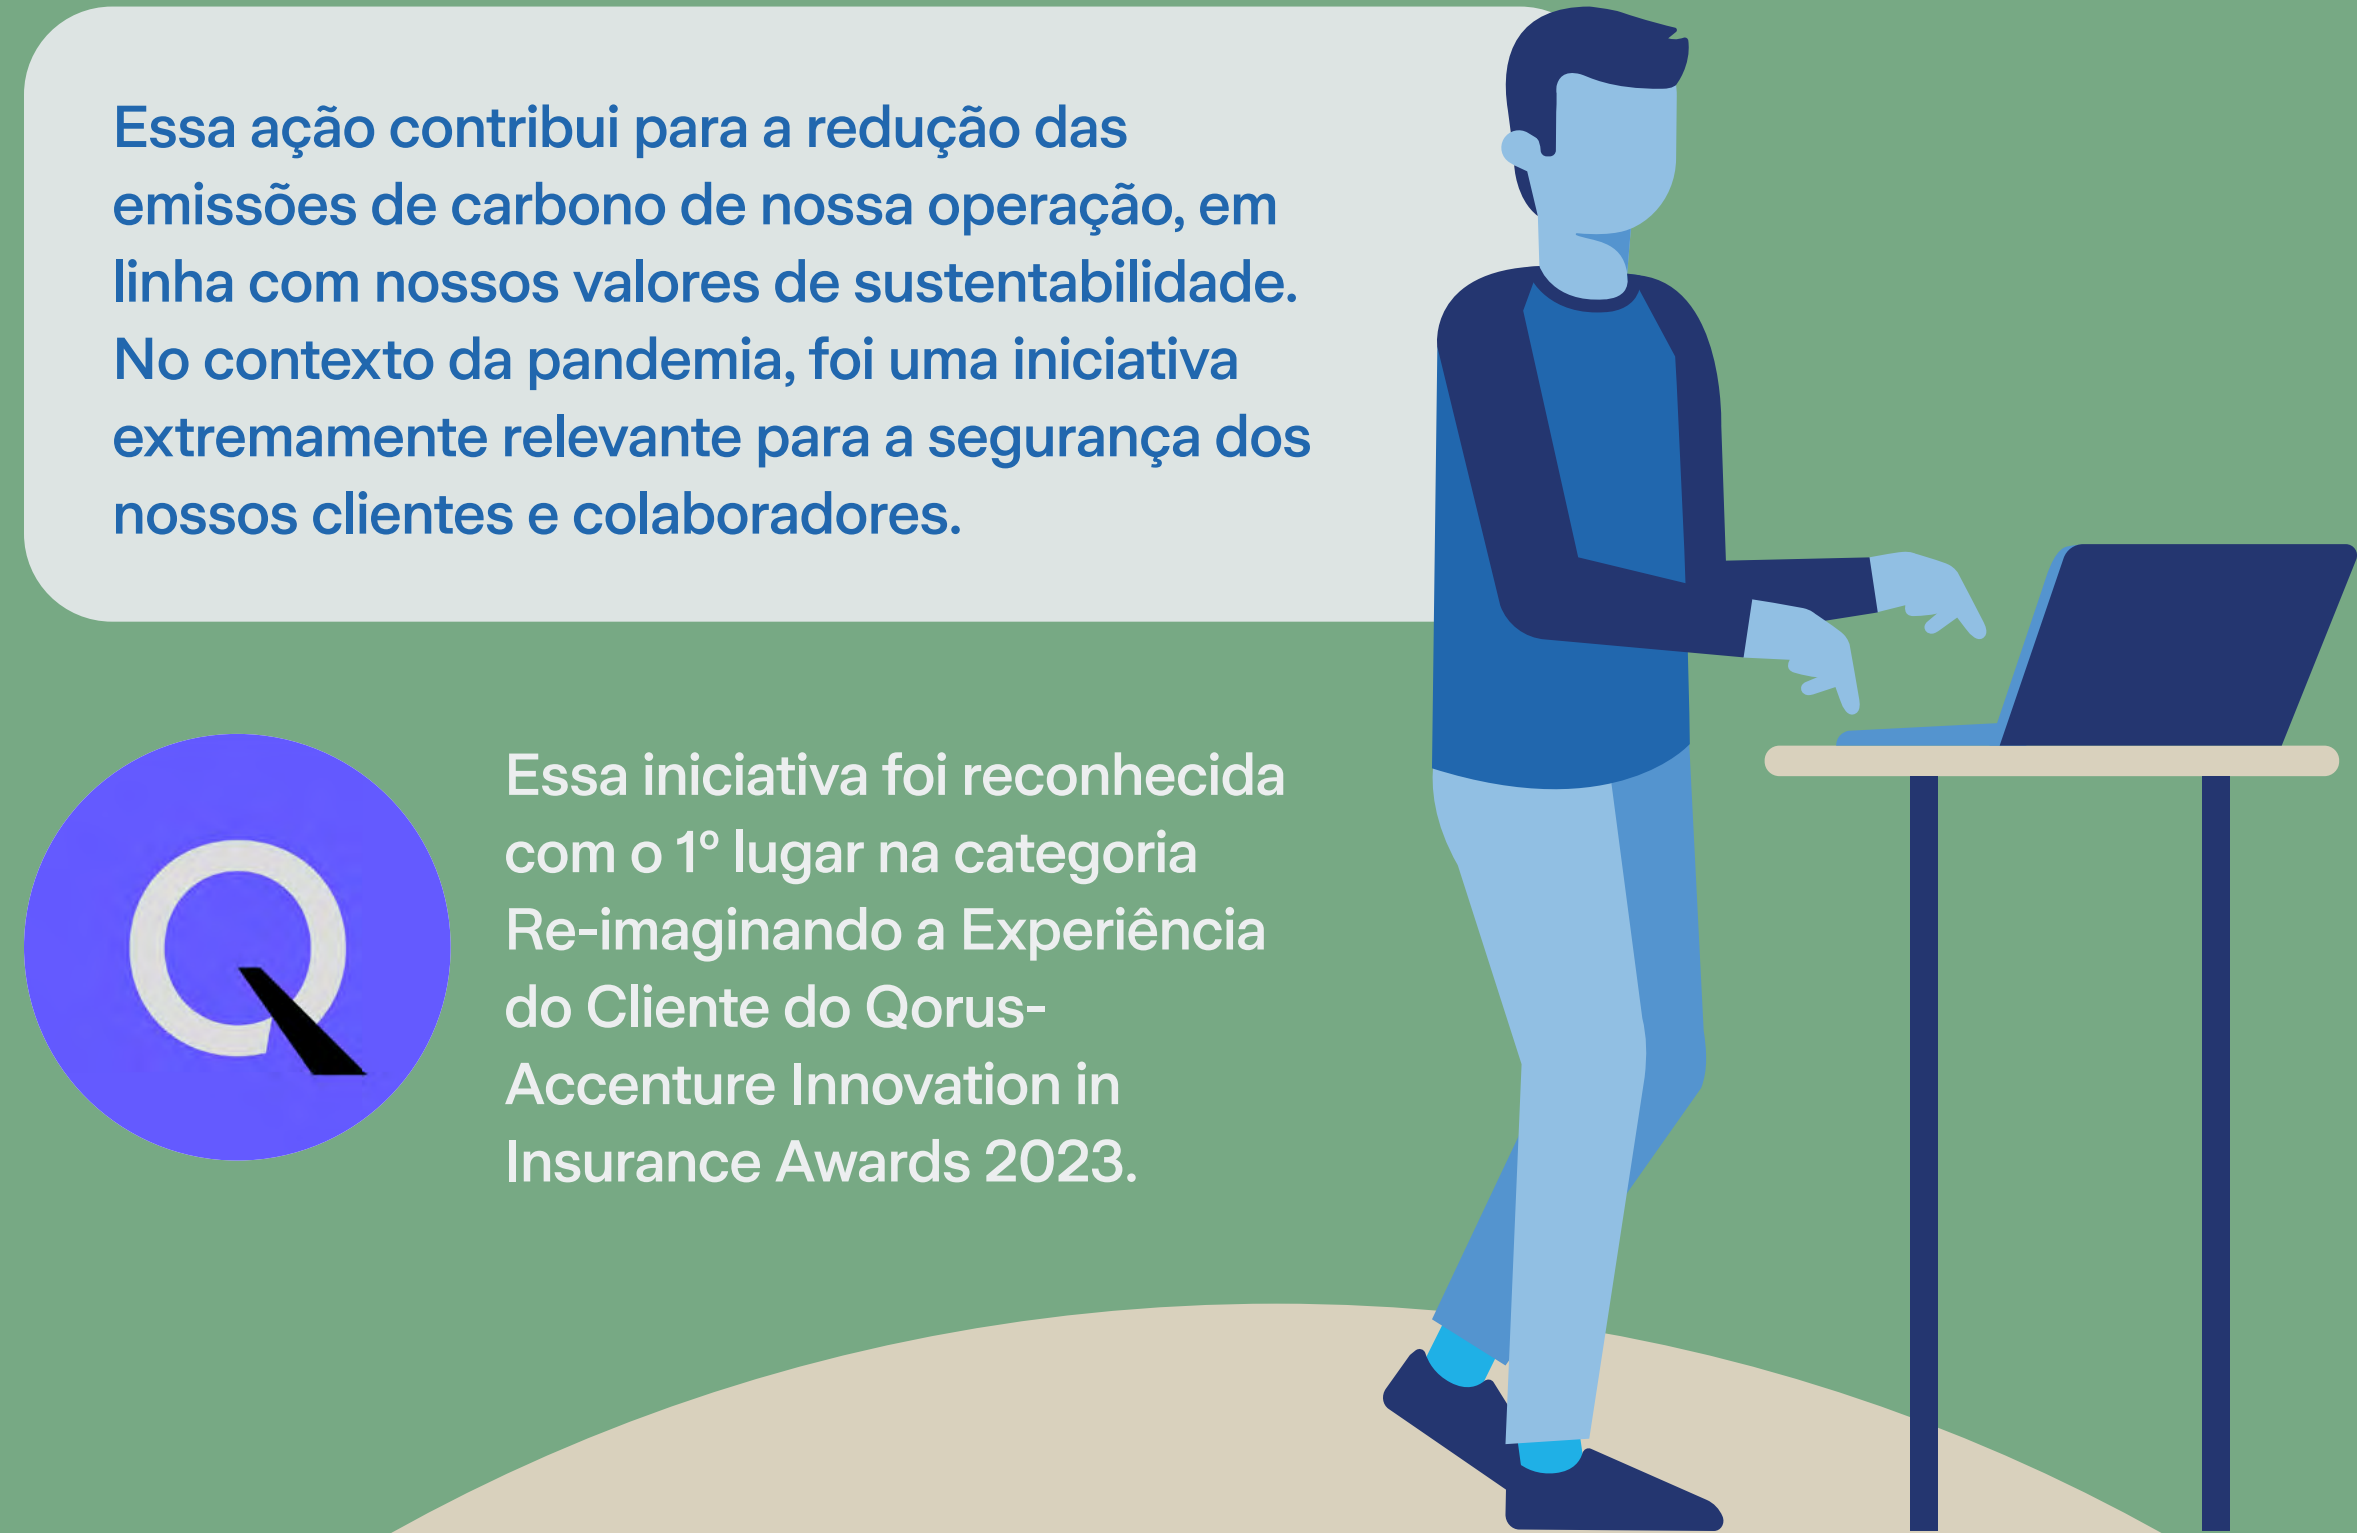 Essa ação contribui para a redução das
emissões de carbono de nossa operação, em
linha com nossos valores de sustentabilidade.
No contexto da pandemia, foi uma iniciativa
extremamente relevante para a segurança dos
nossos clientes e colaboradores.
Essa iniciativa foi reconhecida
com o 1º lugar na categoria
Re-imaginando a Experiência
do Cliente do Qorus-
Accenture Innovation in
Insurance Awards 2023.